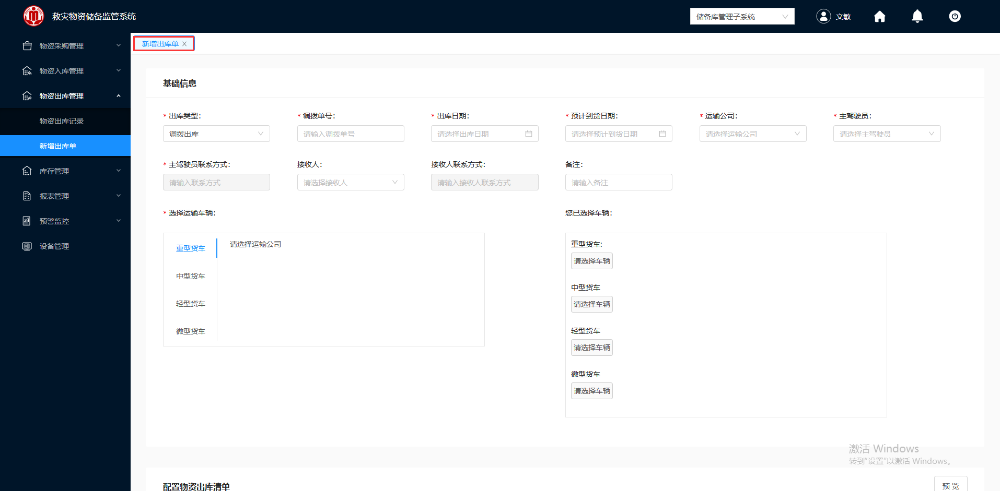 救灾物资储备监管系统
储备库管理子系统
文敏
物资采购管理
物资入库管理
物资出库管理
物资出库记录
新增出库单
库存管理
报表管理
预警监控
设备管理
新增出库单 X
基础信息
* 出库类型: * 调拨单号: * 出库日期: * 预计到货日期: * 运输公司: * 主驾驶员:
调拨出库 请输入调拨单号 请选择出库日期 请选择预计到货日期 请选择运输公司 请选择主驾驶员
* 主驾驶员联系方式: 接收人: 接收人联系方式: 备注:
请输入联系方式 请选择接收人 请输入接收人联系方式 请输入备注
* 选择运输车辆: 您已选择车辆:
重型货车 请选择运输公司
中型货车
轻型货车
微型货车
重型货车:
请选择车辆
中型货车
请选择车辆
轻型货车
请选择车辆
微型货车
请选择车辆
激活 Windows
转到"设置"以激活 Windows。
配置物资出库清单 预 览